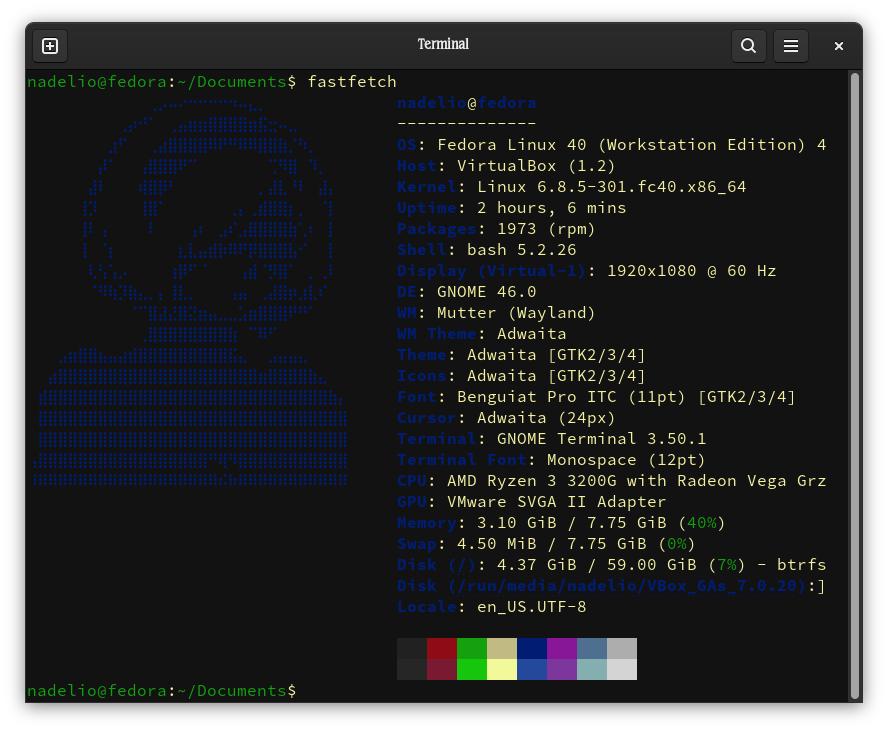 Terminal
nadelio@fedora:~/Documents$ fastfetch
nadelio@fedora
--------------
OS: Fedora Linux 40 (Workstation Edition) 4
Host: VirtualBox (1.2)
Kernel: Linux 6.8.5-301.fc40.x86_64
Uptime: 2 hours, 6 mins
Packages: 1973 (rpm)
Shell: bash 5.2.26
Display (Virtual-1): 1920x1080 @ 60 Hz
DE: GNOME 46.0
WM: Mutter (Wayland)
WM Theme: Adwaita
Theme: Adwaita [GTK2/3/4]
Icons: Adwaita [GTK2/3/4]
Font: Benguiat Pro ITC (11pt) [GTK2/3/4]
Cursor: Adwaita (24px)
Terminal: GNOME Terminal 3.50.1
Terminal Font: Monospace (12pt)
CPU: AMD Ryzen 3 3200G with Radeon Vega Grz
GPU: VMware SVGA II Adapter
Memory: 3.10 GiB / 7.75 GiB (40%)
Swap: 4.50 MiB / 7.75 GiB (0%)
Disk (/): 4.37 GiB / 59.00 GiB (7%) - btrfs
Disk (/run/media/nadelio/VBox_GAs_7.0.20):]
Locale: en_US.UTF-8
nadelio@fedora:~/Documents$